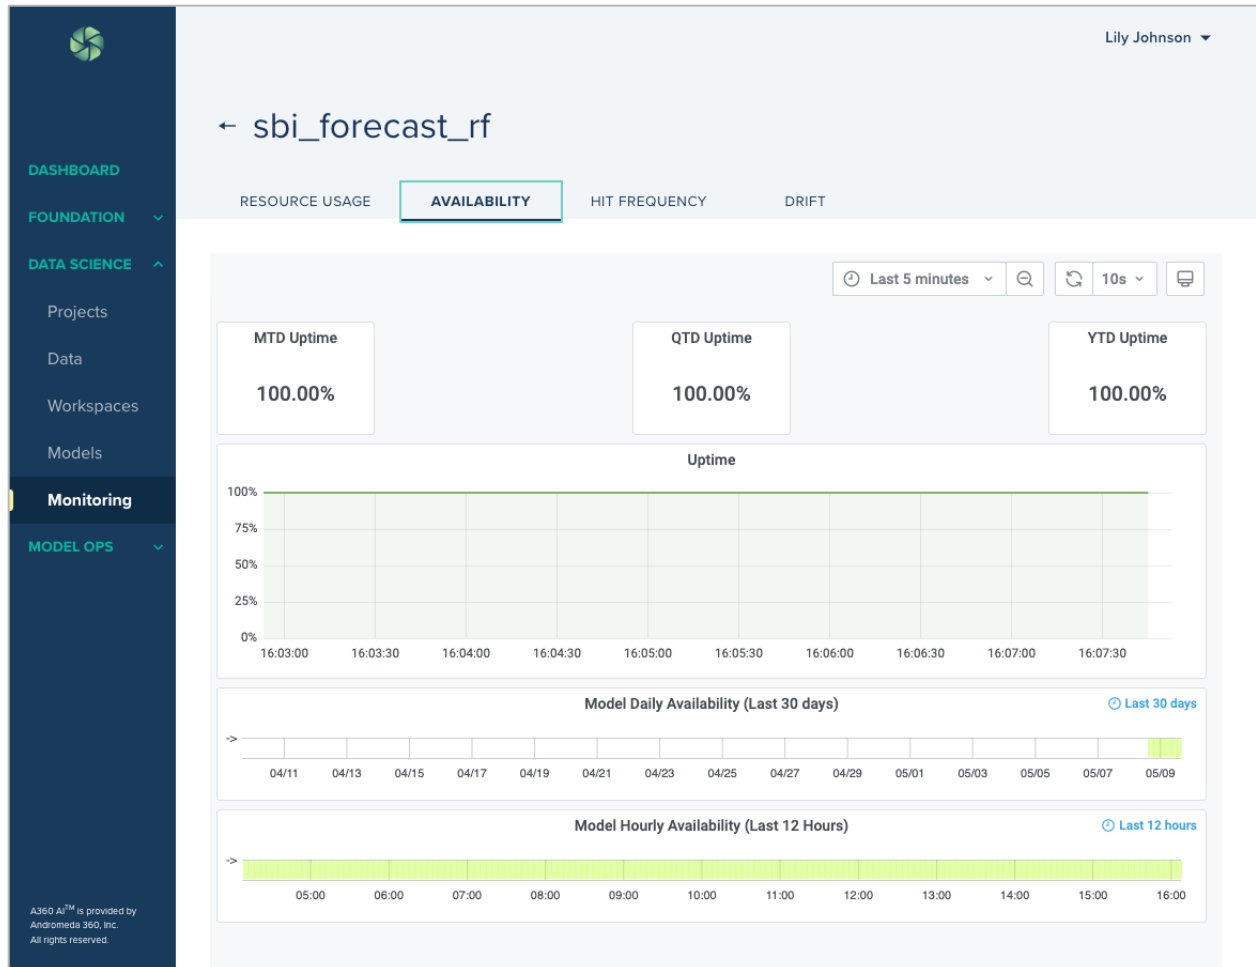 Lily Johnson
← sbi_forecast_rf
DASHBOARD
FOUNDATION
DATA SCIENCE
Projects
Data
Workspaces
Models
Monitoring
MODEL OPS
A360 AI™ is provided by
Andromeda 360, Inc.
All rights reserved.
RESOURCE USAGE AVAILABILITY HIT FREQUENCY DRIFT
Last 5 minutes 10s
MTD Uptime QTD Uptime YTD Uptime
100.00% 100.00% 100.00%
Uptime
100%
75%
50%
25%
0%
16:03:00 16:03:30 16:04:00 16:04:30 16:05:00 16:05:30 16:06:00 16:06:30 16:07:00 16:07:30
Model Daily Availability (Last 30 days) Last 30 days
->
04/11 04/13 04/15 04/17 04/19 04/21 04/23 04/25 04/27 04/29 05/01 05/03 05/05 05/07 05/09
Model Hourly Availability (Last 12 Hours) Last 12 hours
->
05:00 06:00 07:00 08:00 09:00 10:00 11:00 12:00 13:00 14:00 15:00 16:00